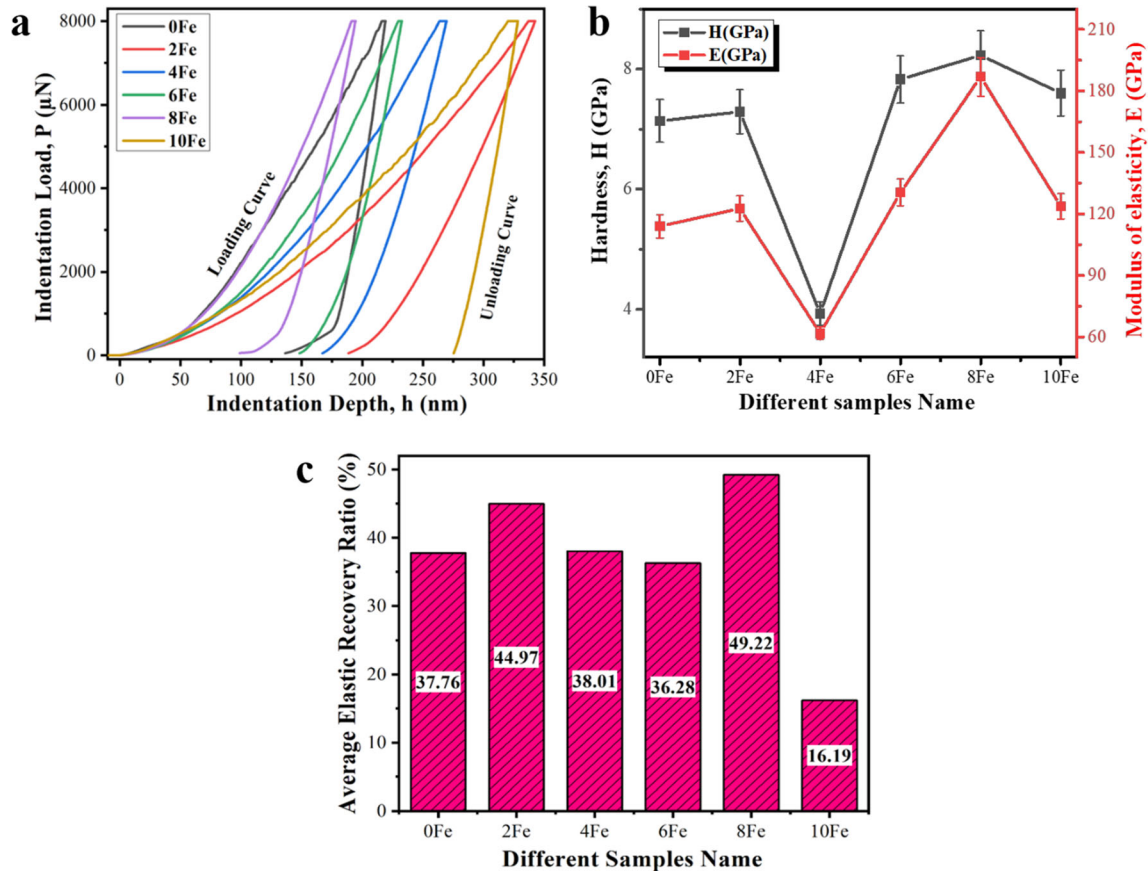 a
0Fe
2Fe
4Fe
6Fe
8Fe
10Fe
Loading Curve
Unloading Curve
8000
6000
4000
2000
0
Indentation Load, P (μN)
0 50 100 150 200 250 300 350
Indentation Depth, h (nm)
b
H(GPa)
E(GPa)
8
6
4
Hardness, H (GPa)
210
180
150
120
90
60
Modulus of elasticity, E (GPa)
0Fe 2Fe 4Fe 6Fe 8Fe 10Fe
Different samples Name
c
50
40
30
20
10
0
Average Elastic Recovery Ratio (%)
37.76
44.97
38.01
36.28
49.22
16.19
0Fe 2Fe 4Fe 6Fe 8Fe 10Fe
Different Samples Name